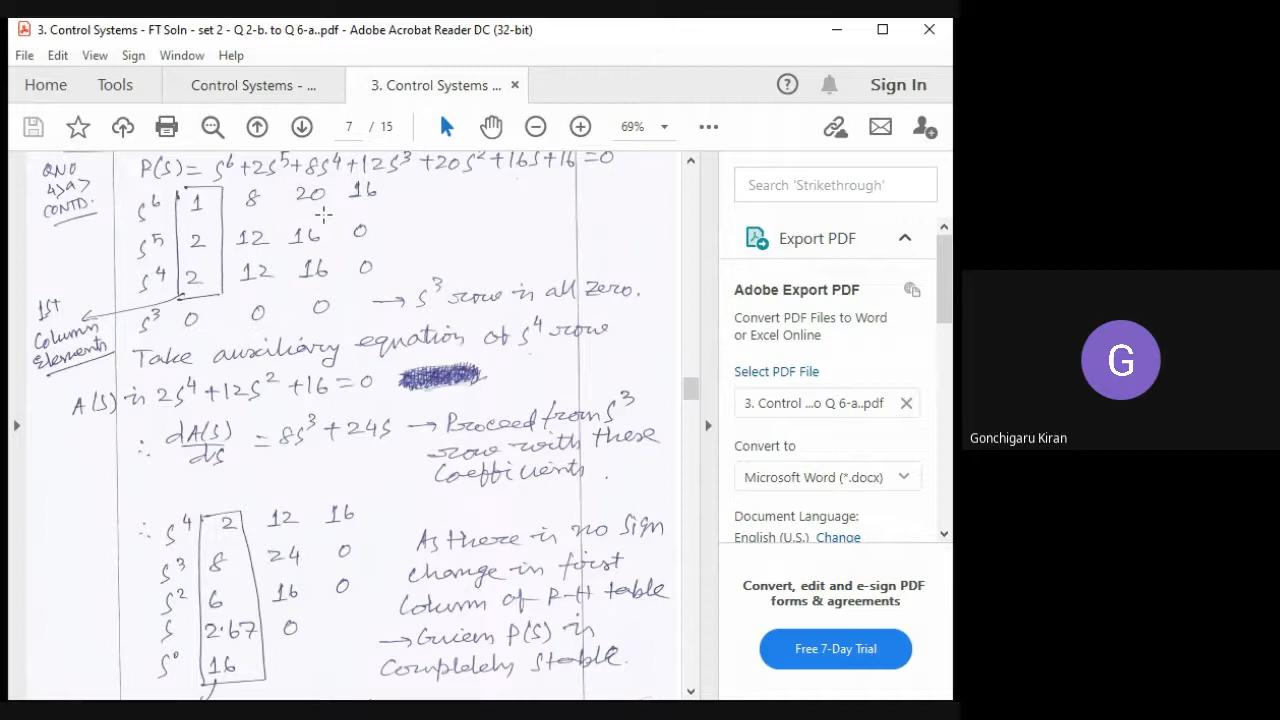 3. Control Systems - FT Soln - set 2 - Q 2-b. to Q 6-a..pdf - Adobe Acrobat Reader DC (32-bit)
File Edit View Sign Window Help
Home Tools Control Systems - ... 3. Control Systems ... × Sign In
7 / 15 69%
QNO
4>a>
CONTD.
P(S) = S⁶+2S⁵+8S⁴+12S³+20S²+16S+16=0
S⁶ 1 8 20 16
S⁵ 2 12 16 0
S⁴ 2 12 16 0
S³ 0 0 0 → S³ row is all zero.
1st
Column
Elements
Take auxiliary equation of S⁴ row
A(S) is 2S⁴+12S²+16=0
∴ dA(S)/ds = 8S³+24S → Proceed from S³
row with these
Coefficients.
∴ S⁴ 2 12 16
S³ 8 24 0
S² 6 16 0
S 2.67 0
S⁰ 16
As there is no sign
change in first
Column of R-H table
→ Given P(S) is
Completely stable.
Search 'Strikethrough'
Export PDF
Adobe Export PDF
Convert PDF Files to Word
or Excel Online
Select PDF File
3. Control ...o Q 6-a..pdf
Convert to
Microsoft Word (*.docx)
Document Language:
English (U.S.) Change
Convert, edit and e-sign PDF
forms & agreements
Free 7-Day Trial
G
Gonchigaru Kiran